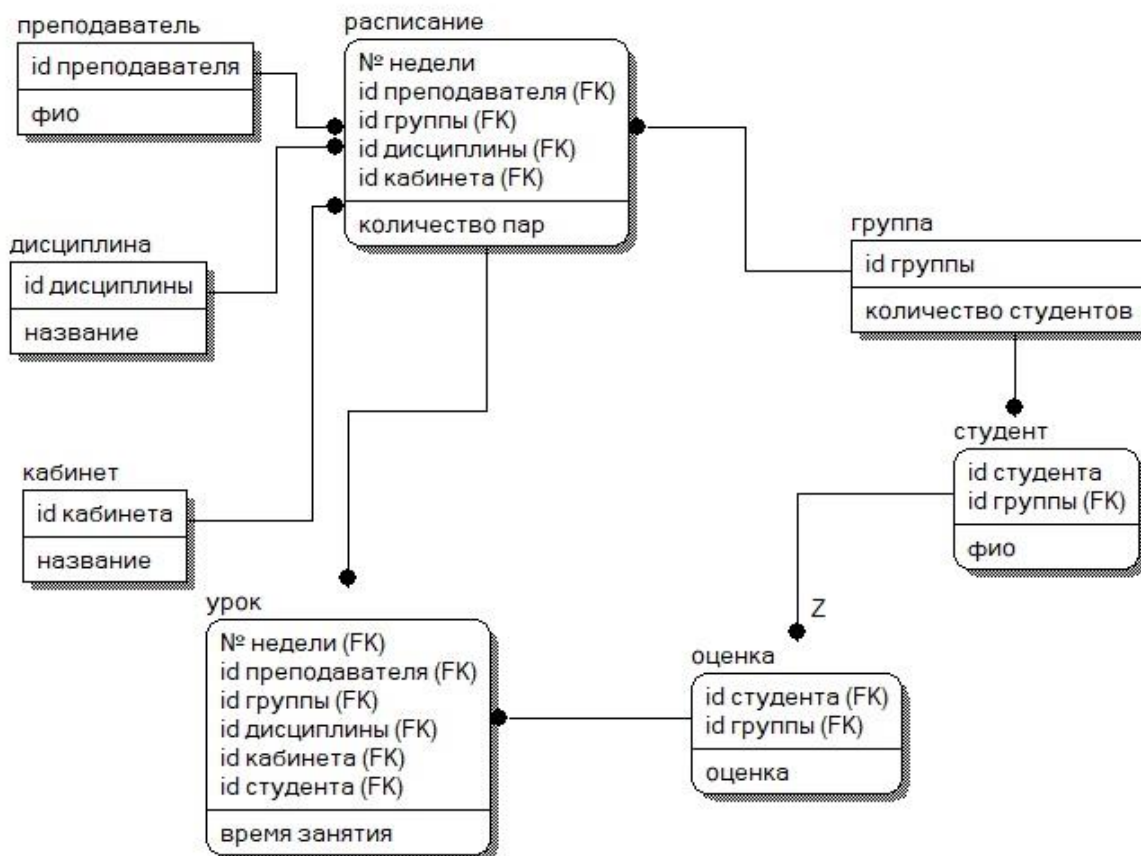 преподаватель
id преподавателя
фио
расписание
№ недели
id преподавателя (FK)
id группы (FK)
id дисциплины (FK)
id кабинета (FK)
количество пар
дисциплина
id дисциплины
название
группа
id группы
количество студентов
студент
id студента
id группы (FK)
фио
кабинет
id кабинета
название
Z
урок
№ недели (FK)
id преподавателя (FK)
id группы (FK)
id дисциплины (FK)
id кабинета (FK)
id студента (FK)
время занятия
оценка
id студента (FK)
id группы (FK)
оценка